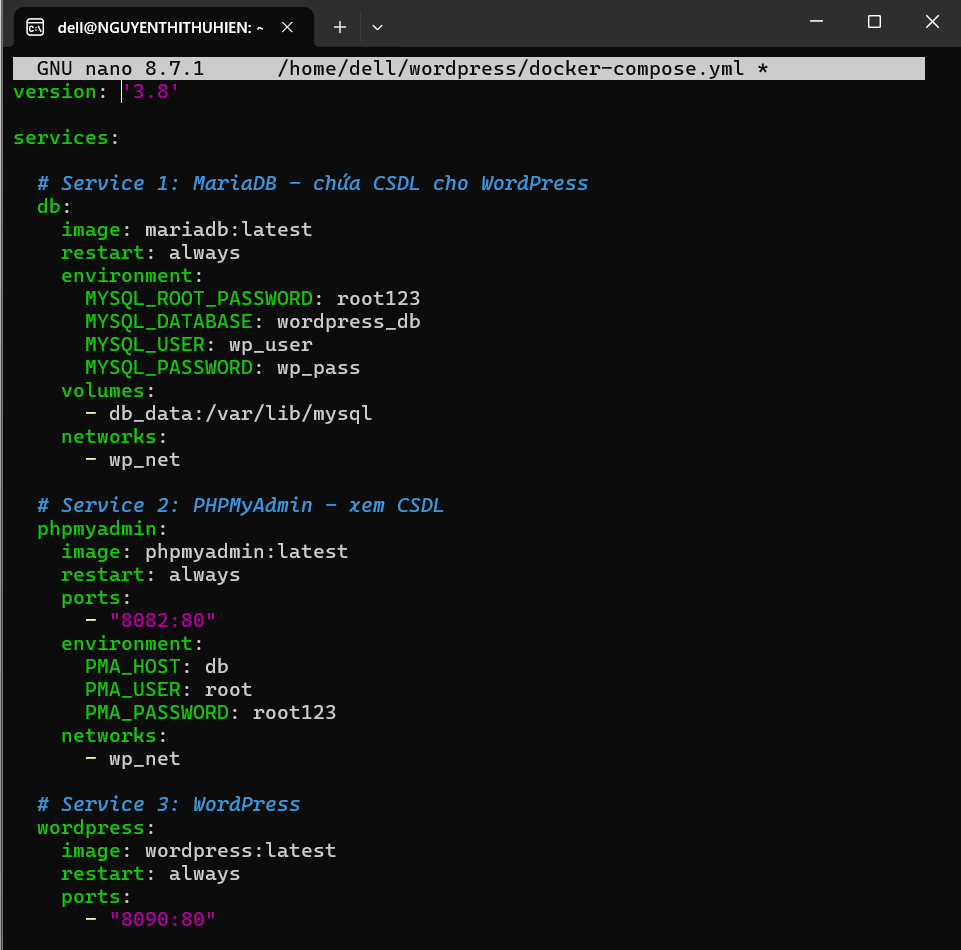 dell@NGUYENTHITHUHIEN: ~
GNU nano 8.7.1 /home/dell/wordpress/docker-compose.yml *
version: '3.8'

services:

  # Service 1: MariaDB - chứa CSDL cho WordPress
  db:
    image: mariadb:latest
    restart: always
    environment:
      MYSQL_ROOT_PASSWORD: root123
      MYSQL_DATABASE: wordpress_db
      MYSQL_USER: wp_user
      MYSQL_PASSWORD: wp_pass
    volumes:
      - db_data:/var/lib/mysql
    networks:
      - wp_net

  # Service 2: PHPMyAdmin - xem CSDL
  phpmyadmin:
    image: phpmyadmin:latest
    restart: always
    ports:
      - "8082:80"
    environment:
      PMA_HOST: db
      PMA_USER: root
      PMA_PASSWORD: root123
    networks:
      - wp_net

  # Service 3: WordPress
  wordpress:
    image: wordpress:latest
    restart: always
    ports:
      - "8090:80"